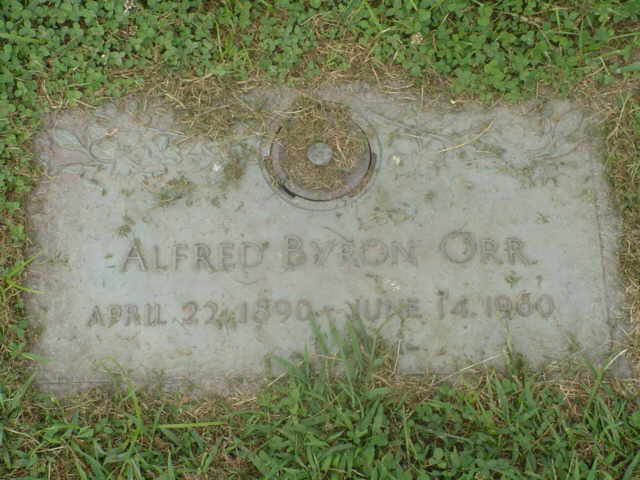 ALFRED BYRON ORR
APRIL 22 1890 - JUNE 14 1960